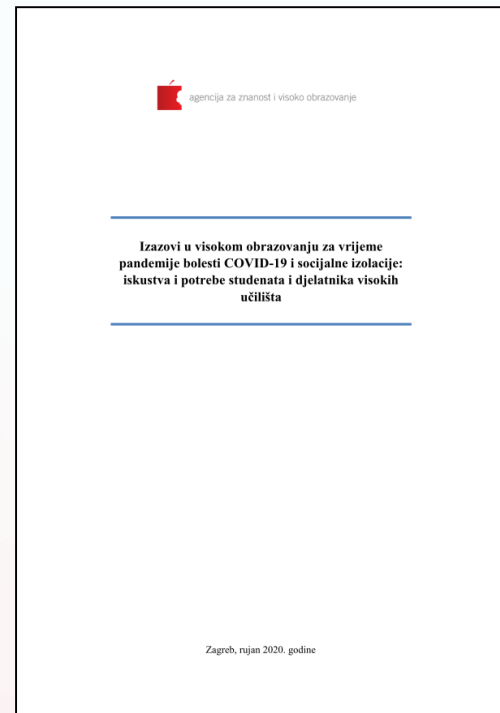 agencija za znanost i visoko obrazovanje
Izazovi u visokom obrazovanju za vrijeme
pandemije bolesti COVID-19 i socijalne izolacije:
iskustva i potrebe studenata i djelatnika visokih
učilišta
Zagreb, rujan 2020. godine